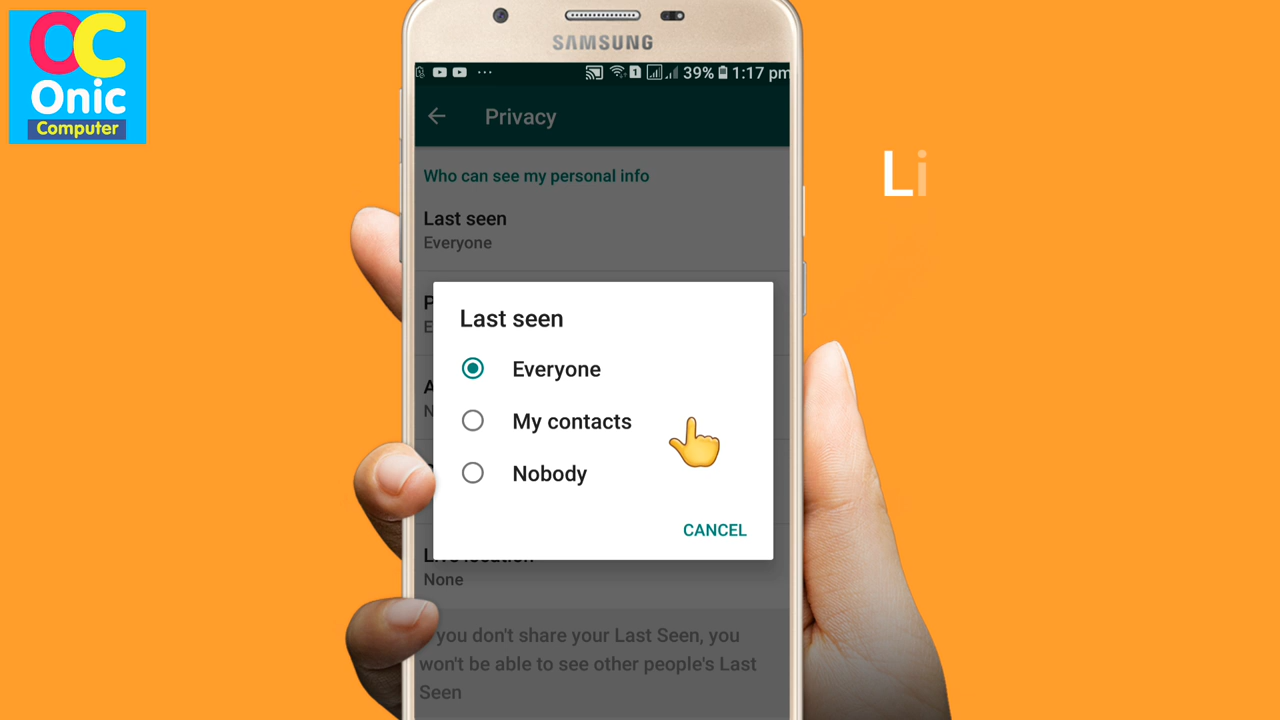 OC
Onic
Computer
SAMSUNG
39% 1:17 pm
Privacy
Who can see my personal info
Last seen
Everyone
Last seen
Everyone
My contacts
Nobody
CANCEL
Live location
None
you don't share your Last Seen, you
won't be able to see other people's Last
Seen
Li